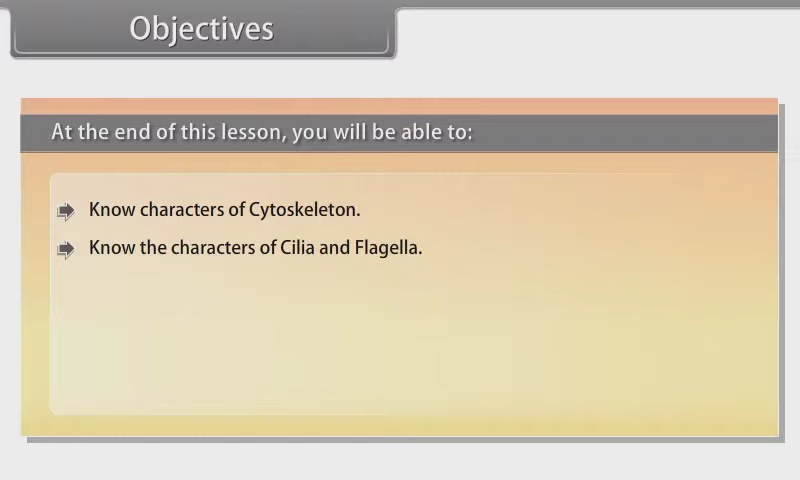 Objectives
At the end of this lesson, you will be able to:
Know characters of Cytoskeleton.
Know the characters of Cilia and Flagella.